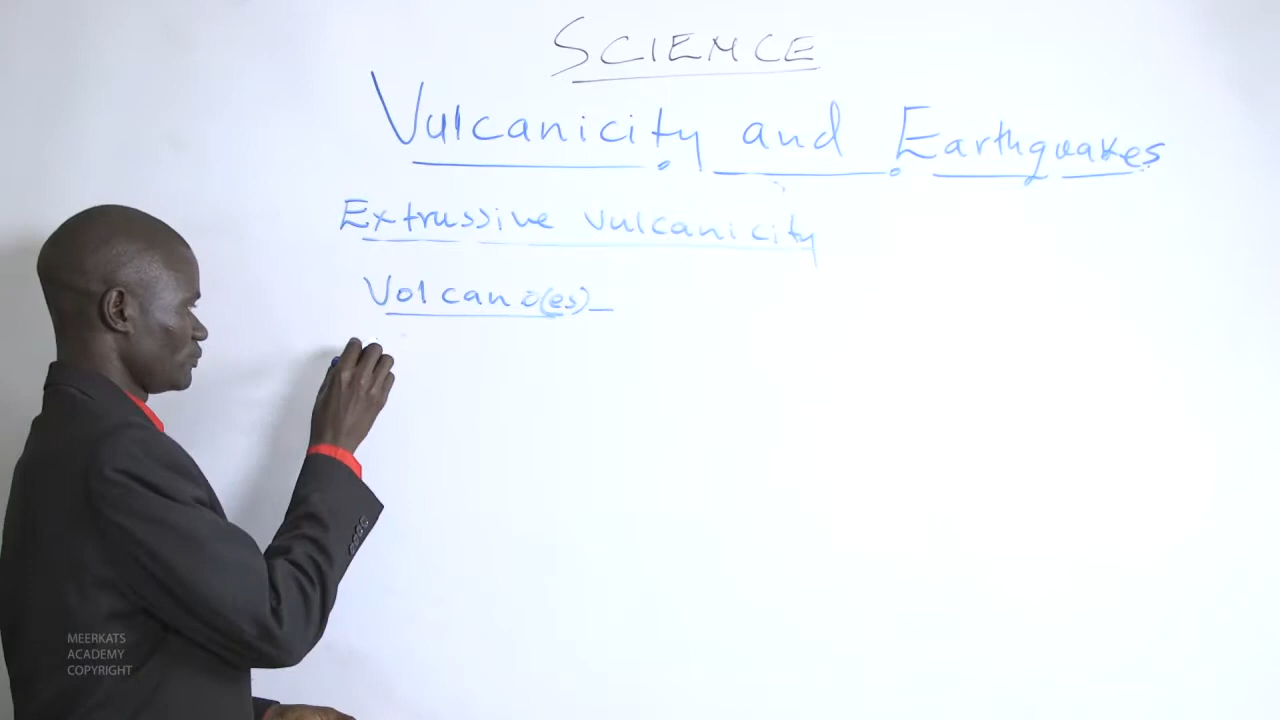 SCIENCE
Vulcanicity and Earthquakes
Extrussive vulcanicity
Volcano(es)_
MEERKATS
ACADEMY
COPYRIGHT